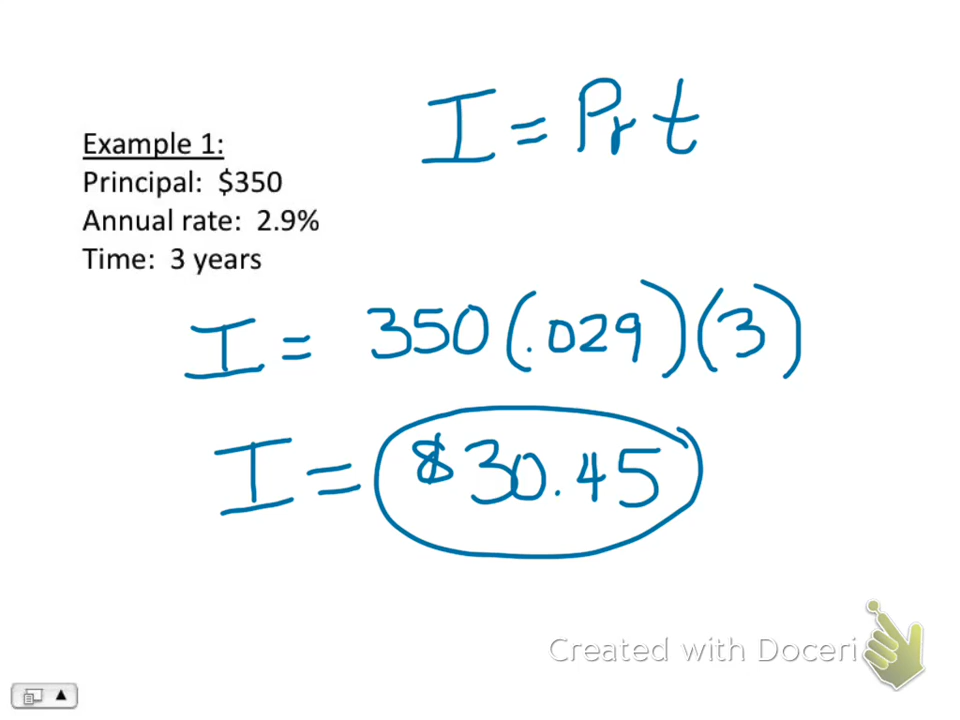 I = Prt
Example 1:
Principal: $350
Annual rate: 2.9%
Time: 3 years
I = 350(.029)(3)
I = $30.45
Created with Doceri